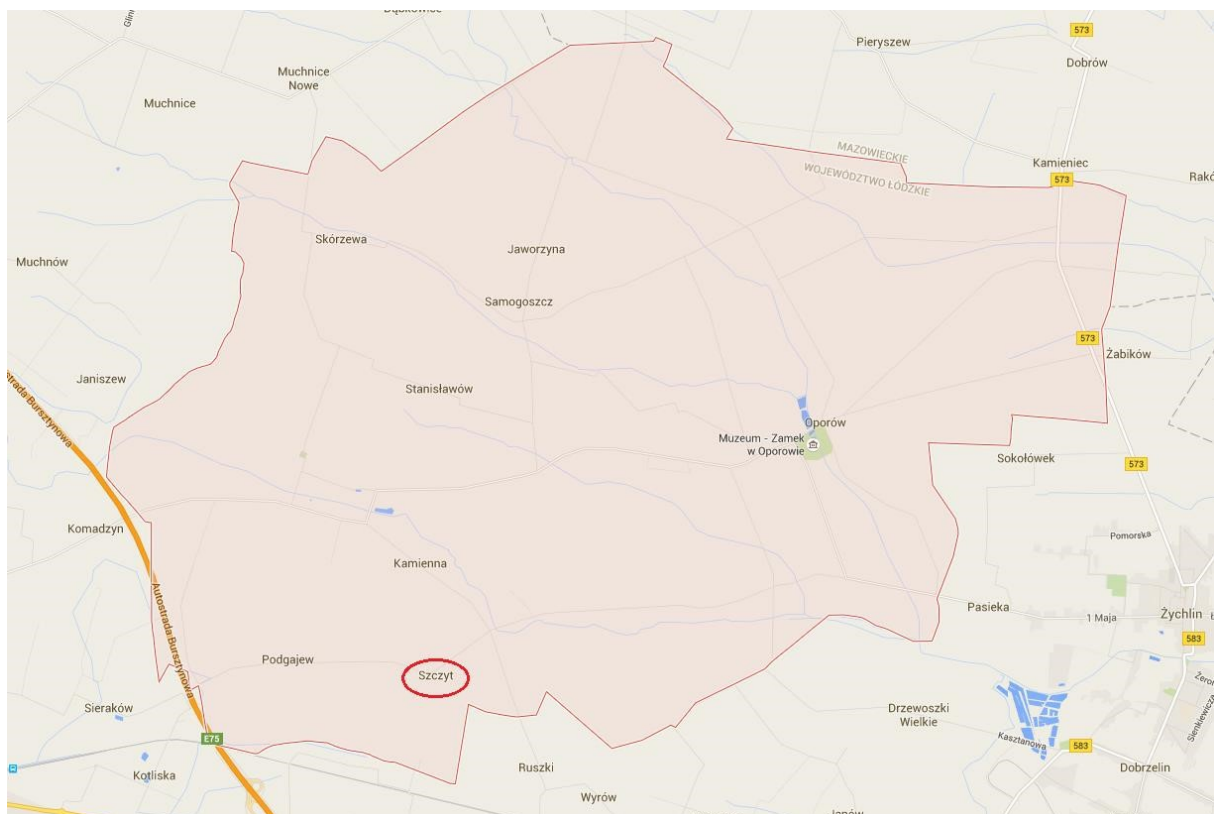 573
Pieryszew
Dobrów
Muchnice
Nowe
Muchnice
MAZOWIECKIE
WOJEWÓDZTWO ŁÓDZKIE
Kamieniec
573
Skórzewa
Jaworzyna
Muchnów
Samogoszcz
573
Żabików
Janiszew
Stanisławów
Autostrada Bursztynowa
Oporów
Muzeum - Zamek
w Oporowie
Sokołówek
573
Komadzyn
Pomorska
Kamienna
Autostrada Bursztynowa
Pasieka
1 Maja
Żychlin
583
Podgajew
Szczyt
Sieraków
Drzewoszki
Wielkie
Sienkiewicza
E75
Kasztanowa
583
Kotliska
Ruszki
Dobrzelin
Wyrów